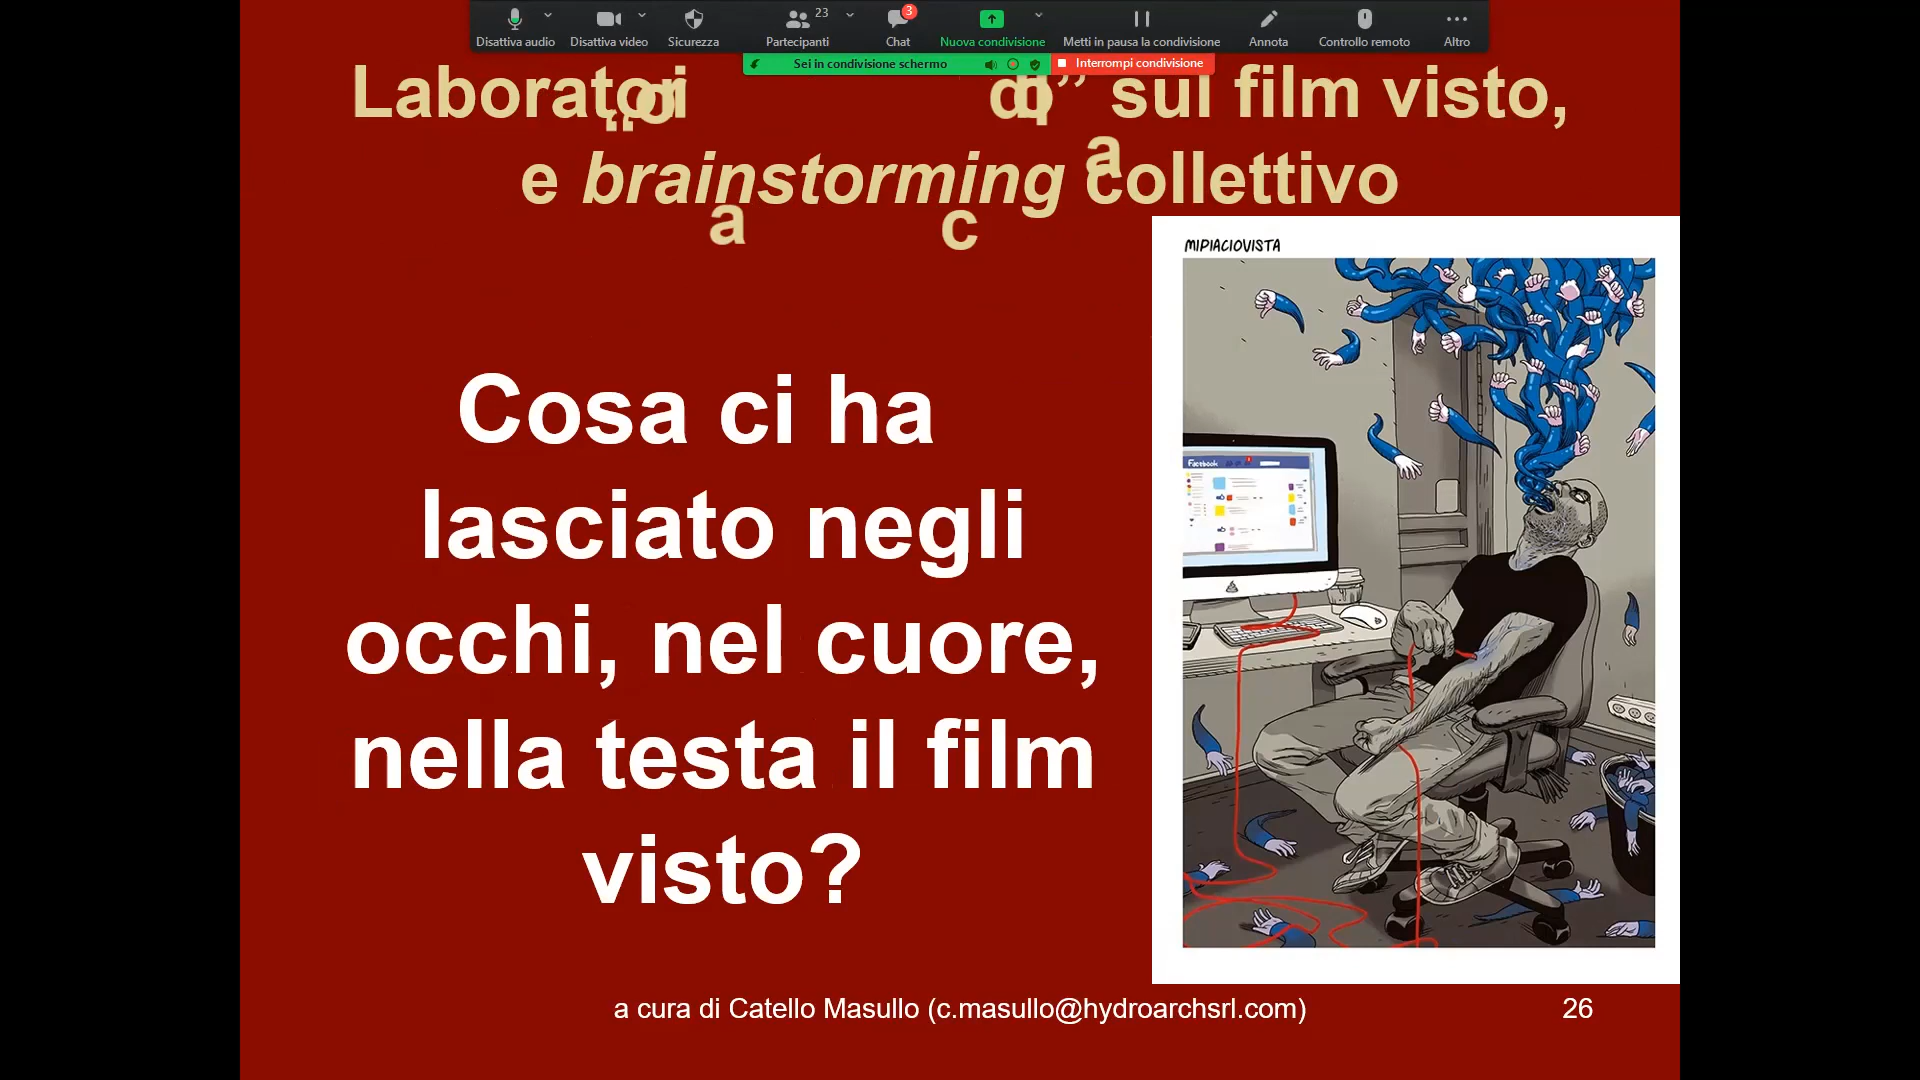 Disattiva audio
Disattiva video
Sicurezza
23
Partecipanti
3
Chat
Nuova condivisione
Metti in pausa la condivisione
Annota
Controllo remoto
Altro
Sei in condivisione schermo
Interrompi condivisione
sul film visto,
e brainstorming collettivo
a
a
c
MIPIACIOVISTA
Cosa ci ha
lasciato negli
occhi, nel cuore,
nella testa il film
visto?
a cura di Catello Masullo (c.masullo@hydroarchsrl.com)
26